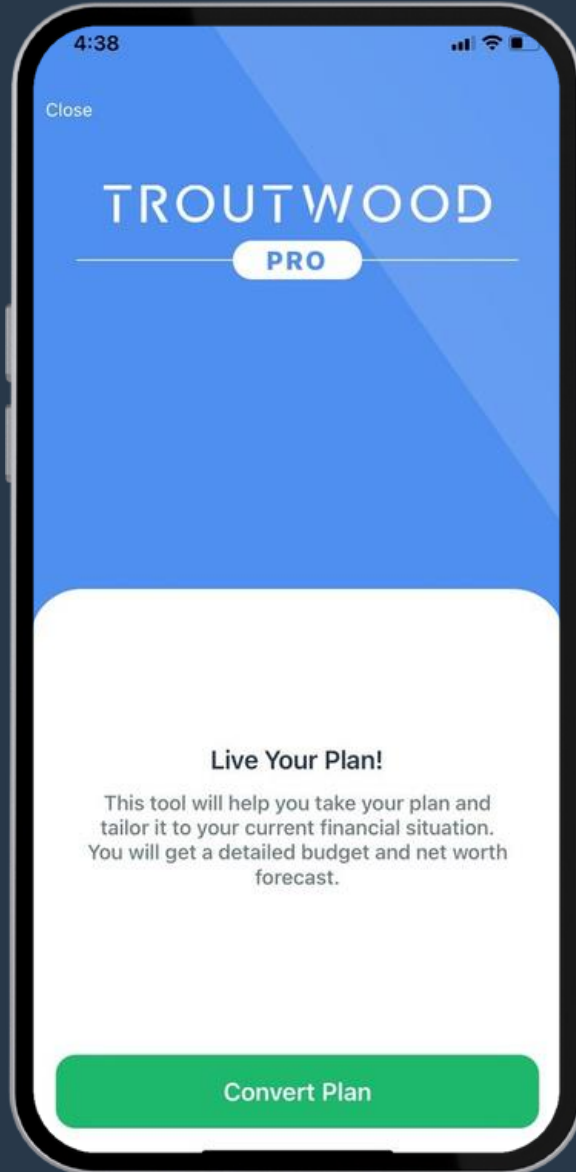 4:38
Close
TROUTWOOD
PRO
Live Your Plan!
This tool will help you take your plan and
tailor it to your current financial situation.
You will get a detailed budget and net worth
forecast.
Convert Plan